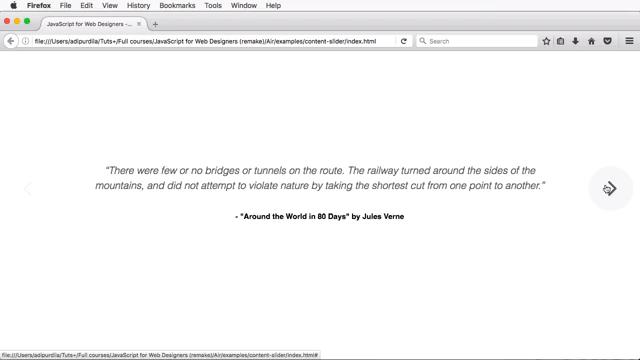 Firefox File Edit View History Bookmarks Tools Window Help
JavaScript for Web Designers -...
file:///Users/adipurdila/Tuts+/Full courses/JavaScript for Web Designers (remake)/Air/examples/content-slider/index.html
Search
"There were few or no bridges or tunnels on the route. The railway turned around the sides of the
mountains, and did not attempt to violate nature by taking the shortest cut from one point to another."
- "Around the World in 80 Days" by Jules Verne
file:///Users/adipurdila/Tuts+/Full courses/JavaScript for Web Designers (remake)/Air/examples/content-slider/index.html#